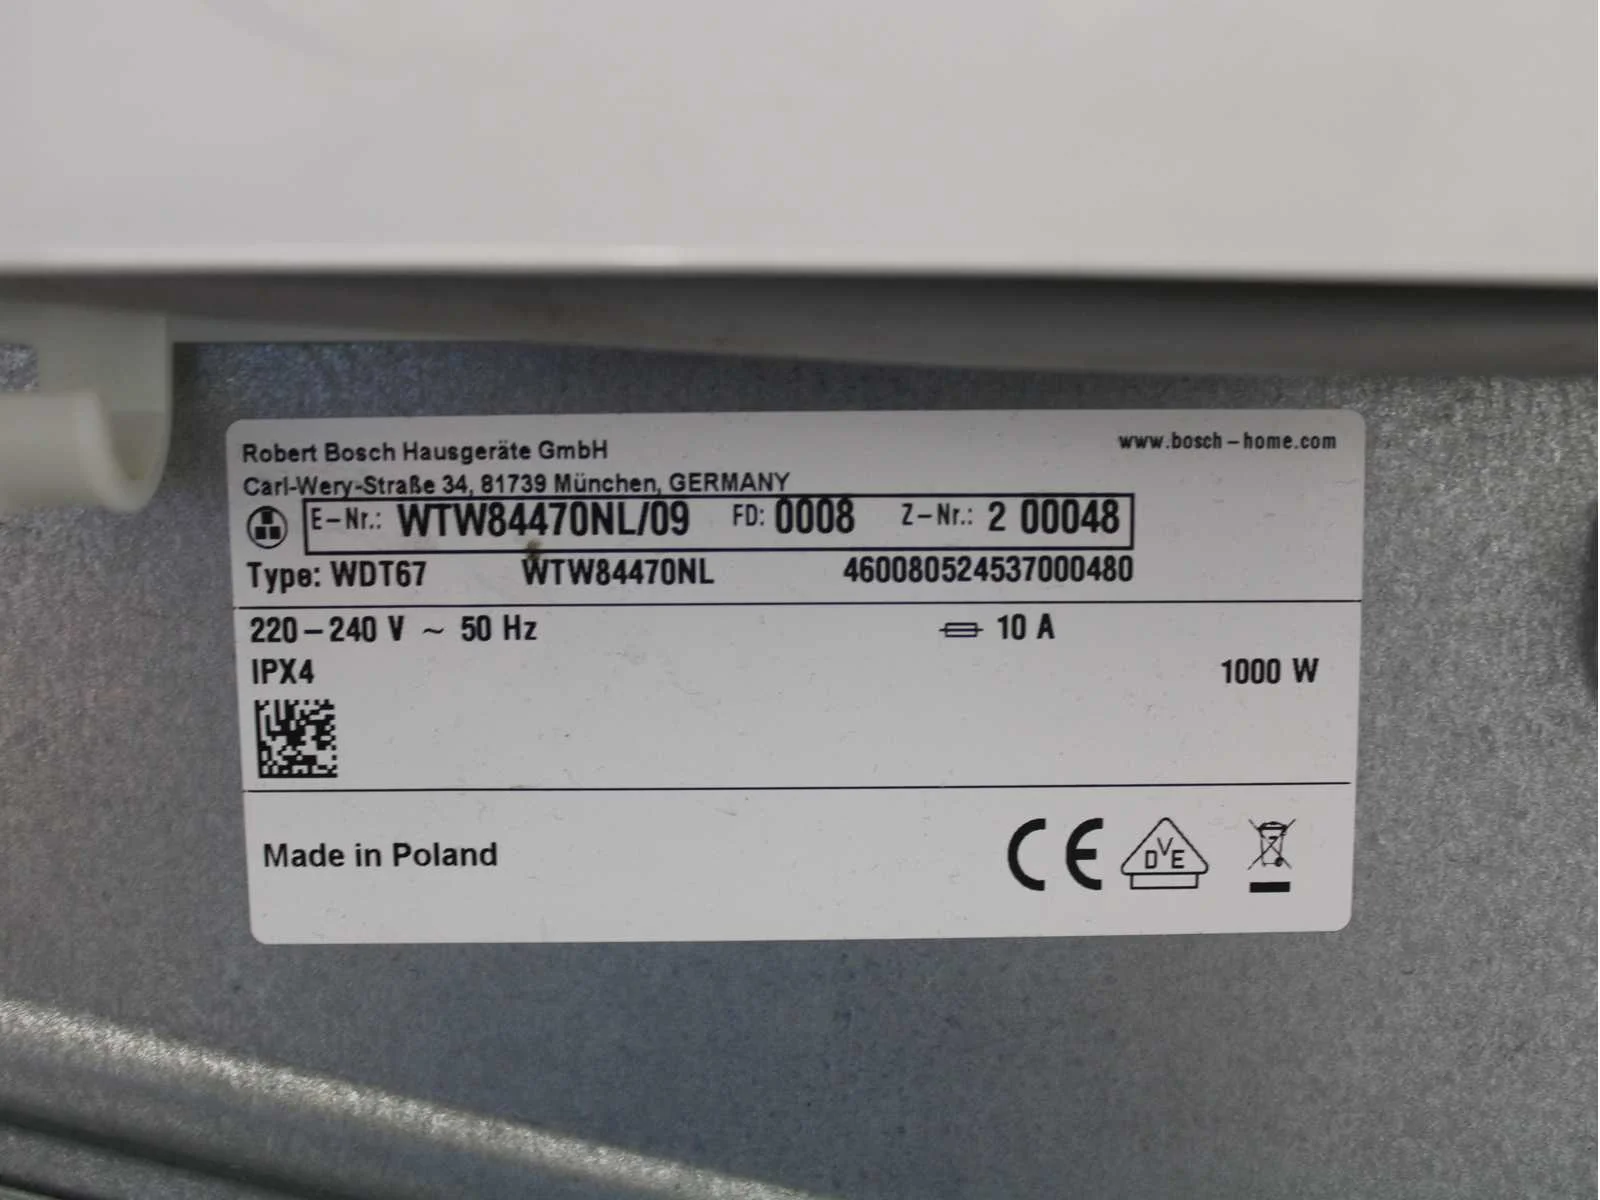 Robert Bosch Hausgeräte GmbH
www.bosch-home.com
Carl-Wery-Straße 34, 81739 München, GERMANY
E-Nr.: WTW84470NL/09 FD: 0008 Z-Nr.: 2 00048
Type: WDT67 WTW84470NL 460080524537000480
220-240 V ~ 50 Hz 10 A
IPX4 1000 W
Made in Poland
CE DVE